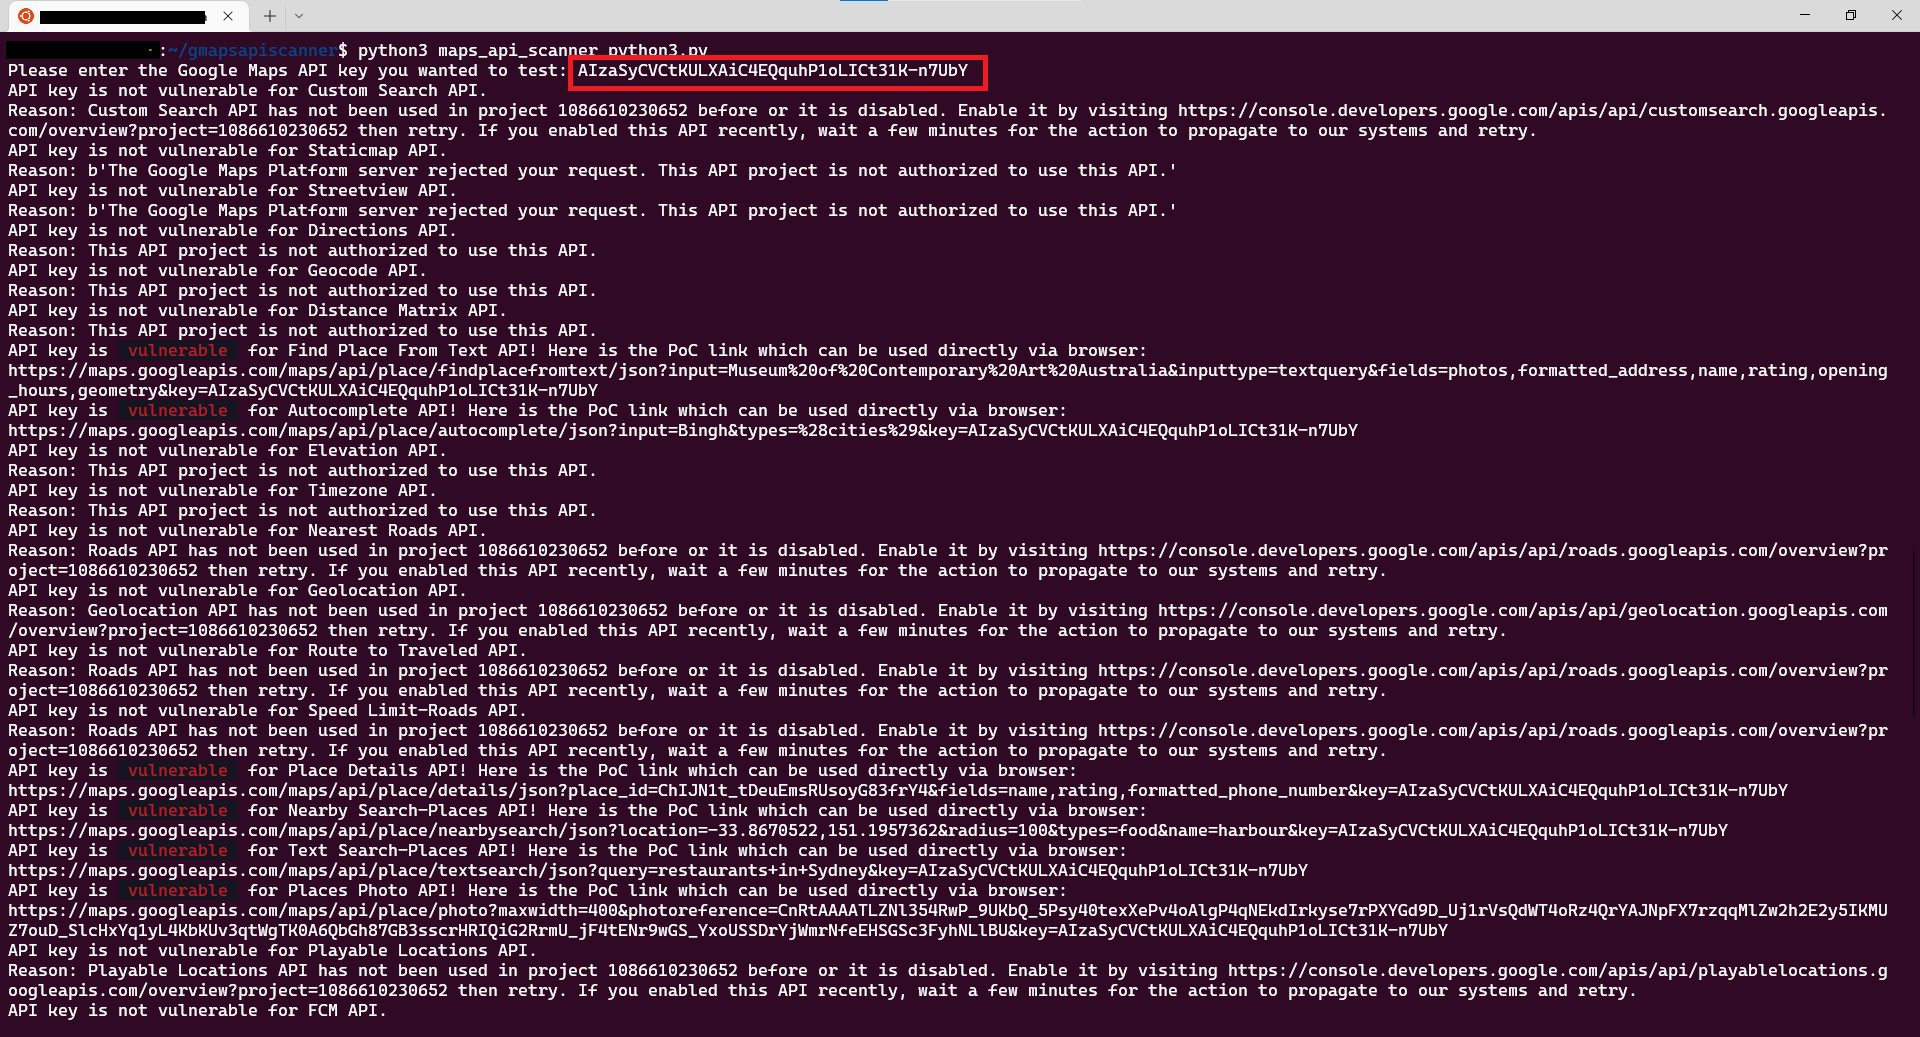 :~/gmapsapiscanner$ python3 maps_api_scanner_python3.py
Please enter the Google Maps API key you wanted to test: AIzaSyCVCtKULXAiC4EQquhP1oLICt31K-n7UbY
API key is not vulnerable for Custom Search API.
Reason: Custom Search API has not been used in project 1086610230652 before or it is disabled. Enable it by visiting https://console.developers.google.com/apis/api/customsearch.googleapis.
com/overview?project=1086610230652 then retry. If you enabled this API recently, wait a few minutes for the action to propagate to our systems and retry.
API key is not vulnerable for Staticmap API.
Reason: b'The Google Maps Platform server rejected your request. This API project is not authorized to use this API.'
API key is not vulnerable for Streetview API.
Reason: b'The Google Maps Platform server rejected your request. This API project is not authorized to use this API.'
API key is not vulnerable for Directions API.
Reason: This API project is not authorized to use this API.
API key is not vulnerable for Geocode API.
Reason: This API project is not authorized to use this API.
API key is not vulnerable for Distance Matrix API.
Reason: This API project is not authorized to use this API.
API key is vulnerable for Find Place From Text API! Here is the PoC link which can be used directly via browser:
https://maps.googleapis.com/maps/api/place/findplacefromtext/json?input=Museum%20of%20Contemporary%20Art%20Australia&inputtype=textquery&fields=photos,formatted_address,name,rating,opening
_hours,geometry&key=AIzaSyCVCtKULXAiC4EQquhP1oLICt31K-n7UbY
API key is vulnerable for Autocomplete API! Here is the PoC link which can be used directly via browser:
https://maps.googleapis.com/maps/api/place/autocomplete/json?input=Bingh&types=%28cities%29&key=AIzaSyCVCtKULXAiC4EQquhP1oLICt31K-n7UbY
API key is not vulnerable for Elevation API.
Reason: This API project is not authorized to use this API.
API key is not vulnerable for Timezone API.
Reason: This API project is not authorized to use this API.
API key is not vulnerable for Nearest Roads API.
Reason: Roads API has not been used in project 1086610230652 before or it is disabled. Enable it by visiting https://console.developers.google.com/apis/api/roads.googleapis.com/overview?pr
oject=1086610230652 then retry. If you enabled this API recently, wait a few minutes for the action to propagate to our systems and retry.
API key is not vulnerable for Geolocation API.
Reason: Geolocation API has not been used in project 1086610230652 before or it is disabled. Enable it by visiting https://console.developers.google.com/apis/api/geolocation.googleapis.com
/overview?project=1086610230652 then retry. If you enabled this API recently, wait a few minutes for the action to propagate to our systems and retry.
API key is not vulnerable for Route to Traveled API.
Reason: Roads API has not been used in project 1086610230652 before or it is disabled. Enable it by visiting https://console.developers.google.com/apis/api/roads.googleapis.com/overview?pr
oject=1086610230652 then retry. If you enabled this API recently, wait a few minutes for the action to propagate to our systems and retry.
API key is not vulnerable for Speed Limit-Roads API.
Reason: Roads API has not been used in project 1086610230652 before or it is disabled. Enable it by visiting https://console.developers.google.com/apis/api/roads.googleapis.com/overview?pr
oject=1086610230652 then retry. If you enabled this API recently, wait a few minutes for the action to propagate to our systems and retry.
API key is vulnerable for Place Details API! Here is the PoC link which can be used directly via browser:
https://maps.googleapis.com/maps/api/place/details/json?place_id=ChIJN1t_tDeuEmsRUsoyG83frY4&fields=name,rating,formatted_phone_number&key=AIzaSyCVCtKULXAiC4EQquhP1oLICt31K-n7UbY
API key is vulnerable for Nearby Search-Places API! Here is the PoC link which can be used directly via browser:
https://maps.googleapis.com/maps/api/place/nearbysearch/json?location=-33.8670522,151.1957362&radius=100&types=food&name=harbour&key=AIzaSyCVCtKULXAiC4EQquhP1oLICt31K-n7UbY
API key is vulnerable for Text Search-Places API! Here is the PoC link which can be used directly via browser:
https://maps.googleapis.com/maps/api/place/textsearch/json?query=restaurants+in+Sydney&key=AIzaSyCVCtKULXAiC4EQquhP1oLICt31K-n7UbY
API key is vulnerable for Places Photo API! Here is the PoC link which can be used directly via browser:
https://maps.googleapis.com/maps/api/place/photo?maxwidth=400&photoreference=CnRtAAAATLZNl354RwP_9UKbQ_5Psy40texXePv4oAlgP4qNEkdIrkyse7rPXYGd9D_Uj1rVsQdWT4oRz4QrYAJNpFX7rzqqMlZw2h2E2y5IKMU
Z7ouD_SlcHxYq1yL4KbKUv3qtWgTK0A6QbGh87GB3sscrHRIQiG2RrmU_jF4tENr9wGS_YxoUSSDrYjWmrNfeEHSGSc3FyhNLlBU&key=AIzaSyCVCtKULXAiC4EQquhP1oLICt31K-n7UbY
API key is not vulnerable for Playable Locations API.
Reason: Playable Locations API has not been used in project 1086610230652 before or it is disabled. Enable it by visiting https://console.developers.google.com/apis/api/playablelocations.g
oogleapis.com/overview?project=1086610230652 then retry. If you enabled this API recently, wait a few minutes for the action to propagate to our systems and retry.
API key is not vulnerable for FCM API.